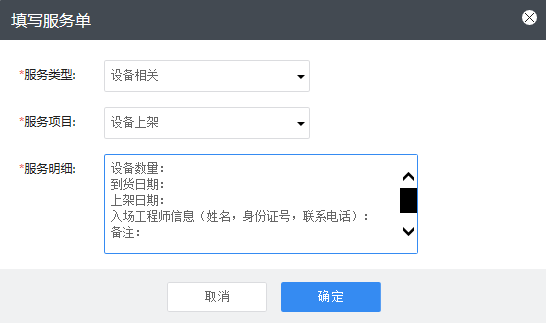 填写服务单
*服务类型: 设备相关
*服务项目: 设备上架
*服务明细: 设备数量:
到货日期:
上架日期:
入场工程师信息（姓名，身份证号，联系电话）:
备注:
取消 确定